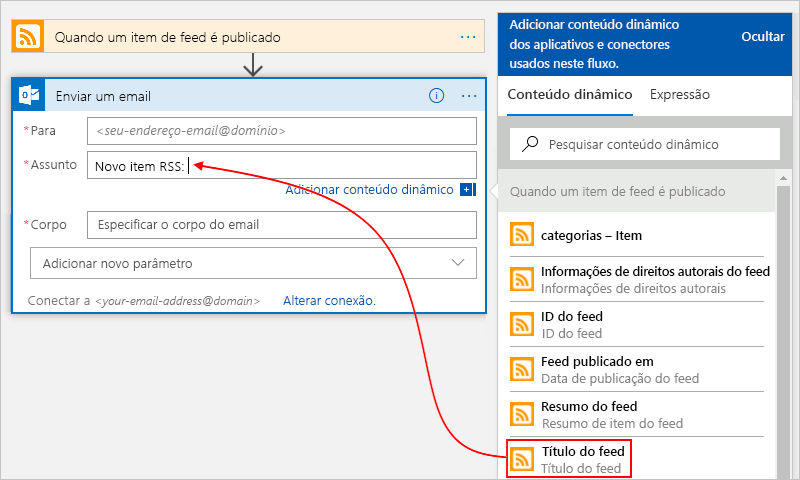 Quando um item de feed é publicado
Enviar um email
*Para
<seu-endereço-email@domínio>
*Assunto
Novo item RSS:
Adicionar conteúdo dinâmico
*Corpo
Especificar o corpo do email
Adicionar novo parâmetro
Conectar a <your-email-address@domain> Alterar conexão.
Adicionar conteúdo dinâmico
dos aplicativos e conectores
usados neste fluxo.
Ocultar
Conteúdo dinâmico
Expressão
Pesquisar conteúdo dinâmico
Quando um item de feed é publicado
categorias – Item
Informações de direitos autorais do feed
Informações de direitos autorais
ID do feed
ID do feed
Feed publicado em
Data de publicação do feed
Resumo do feed
Resumo de item do feed
Título do feed
Título do feed